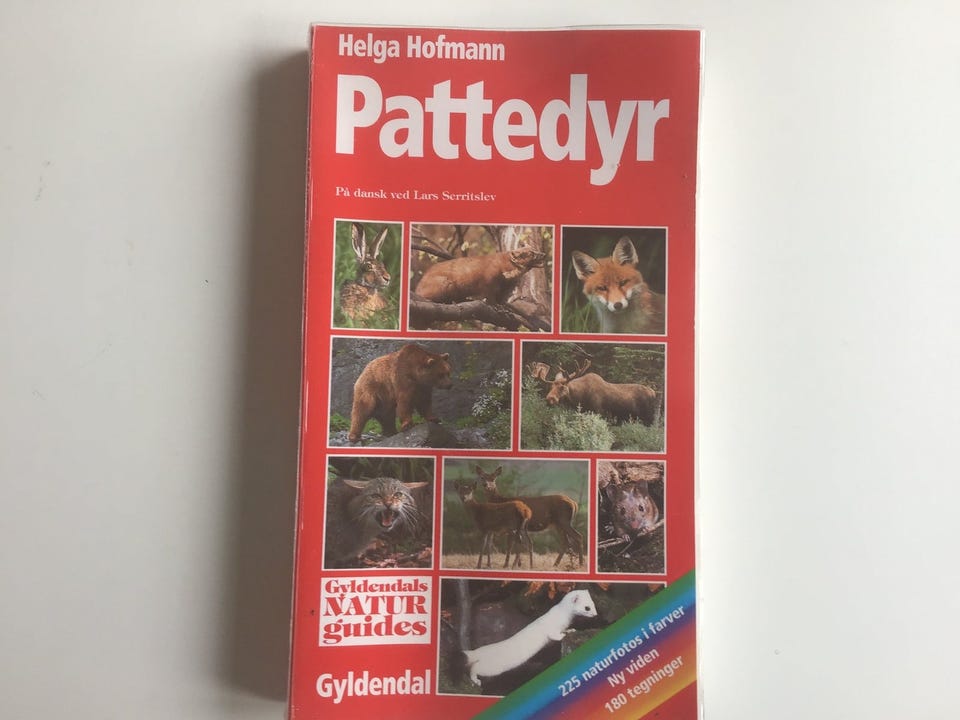 Helga Hofmann
Pattedyr
På dansk ved Lars Serritslev
Gyldendals
NATUR
guides
Gyldendal
225 naturfotos i farver
Ny viden
180 tegninger